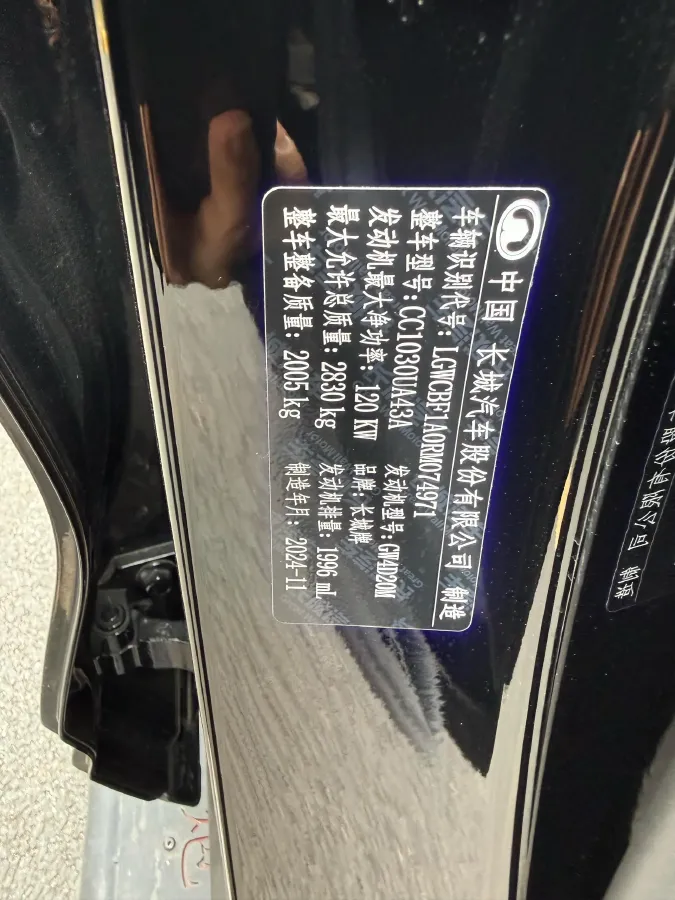 中国 长城汽车股份有限公司 制造
车辆识别代号: LGWCBF1A0RM074971
整车型号: CC1030UA43A 发动机型号: GW4D20M
发动机最大净功率: 120 KW 品牌: 长城牌
最大允许总质量: 2830 kg 发动机排量: 1996 mL
整车整备质量: 2005 kg 制造年月: 2024-11